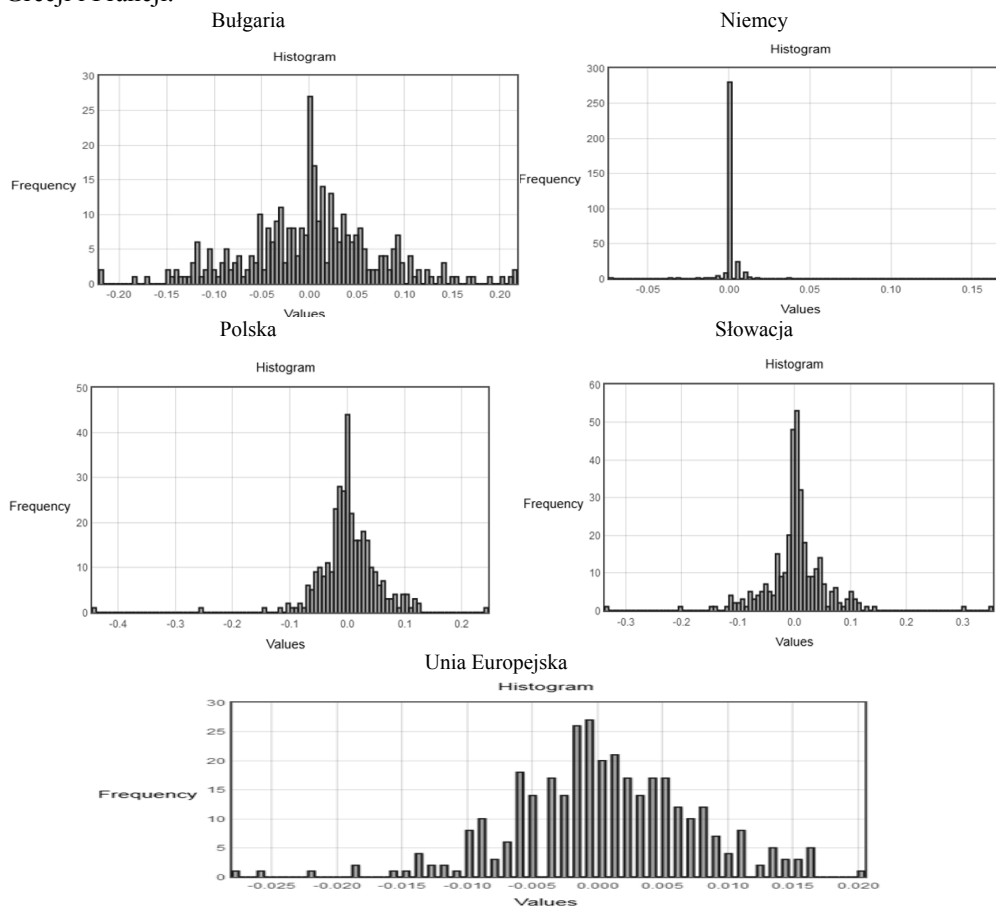 Bułgaria
Niemcy
Histogram
Histogram
30
25
20
15
10
5
0
Frequency
-0.20 -0.15 -0.10 -0.05 0.00 0.05 0.10 0.15 0.20
Values
300
250
200
150
100
50
0
Frequency
-0.05 0.00 0.05 0.10 0.15
Values
Polska
Słowacja
Histogram
Histogram
50
40
30
20
10
0
Frequency
-0.4 -0.3 -0.2 -0.1 0.0 0.1 0.2
Values
60
50
40
30
20
10
0
Frequency
-0.3 -0.2 -0.1 0.0 0.1 0.2 0.3
Values
Unia Europejska
Histogram
30
25
20
15
10
5
0
Frequency
-0.025 -0.020 -0.015 -0.010 -0.005 0.000 0.005 0.010 0.015 0.020
Values